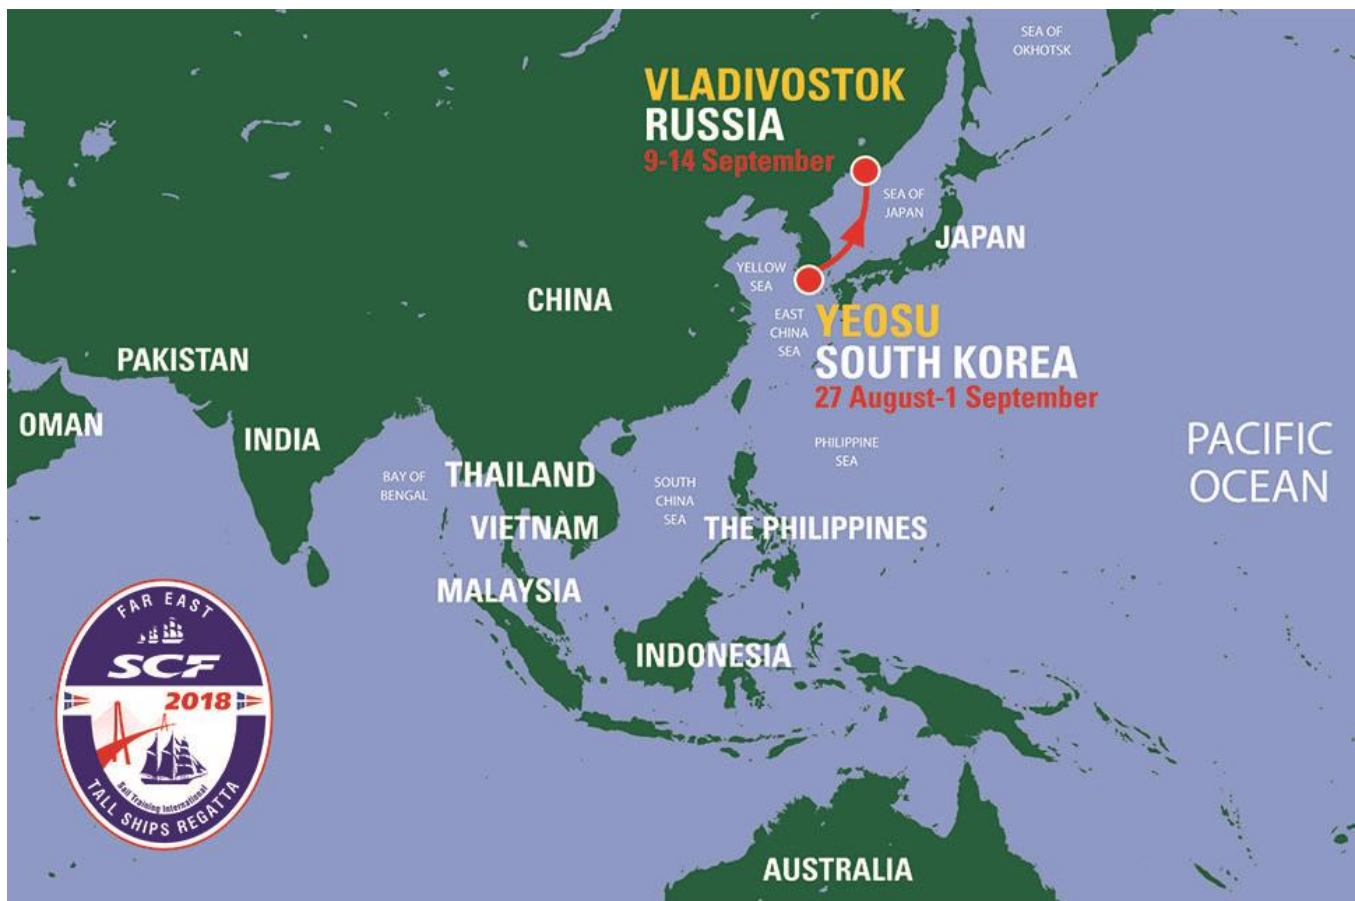 SEA OF
OKHOTSK
VLADIVOSTOK
RUSSIA
9-14 September
SEA OF
JAPAN
JAPAN
YELLOW
SEA
CHINA
EAST
CHINA
SEA
YEOSU
SOUTH KOREA
27 August-1 September
PAKISTAN
OMAN
INDIA
BAY OF
BENGAL
THAILAND
VIETNAM
MALAYSIA
SOUTH
CHINA
SEA
PHILIPPINE
SEA
THE PHILIPPINES
PACIFIC
OCEAN
INDONESIA
AUSTRALIA
FAR EAST
SCF
2018
Sail Training International
TALL SHIPS REGATTA